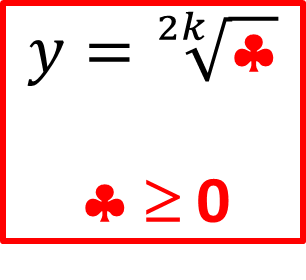 y = ²ᵏ√♣
♣ ≥ 0